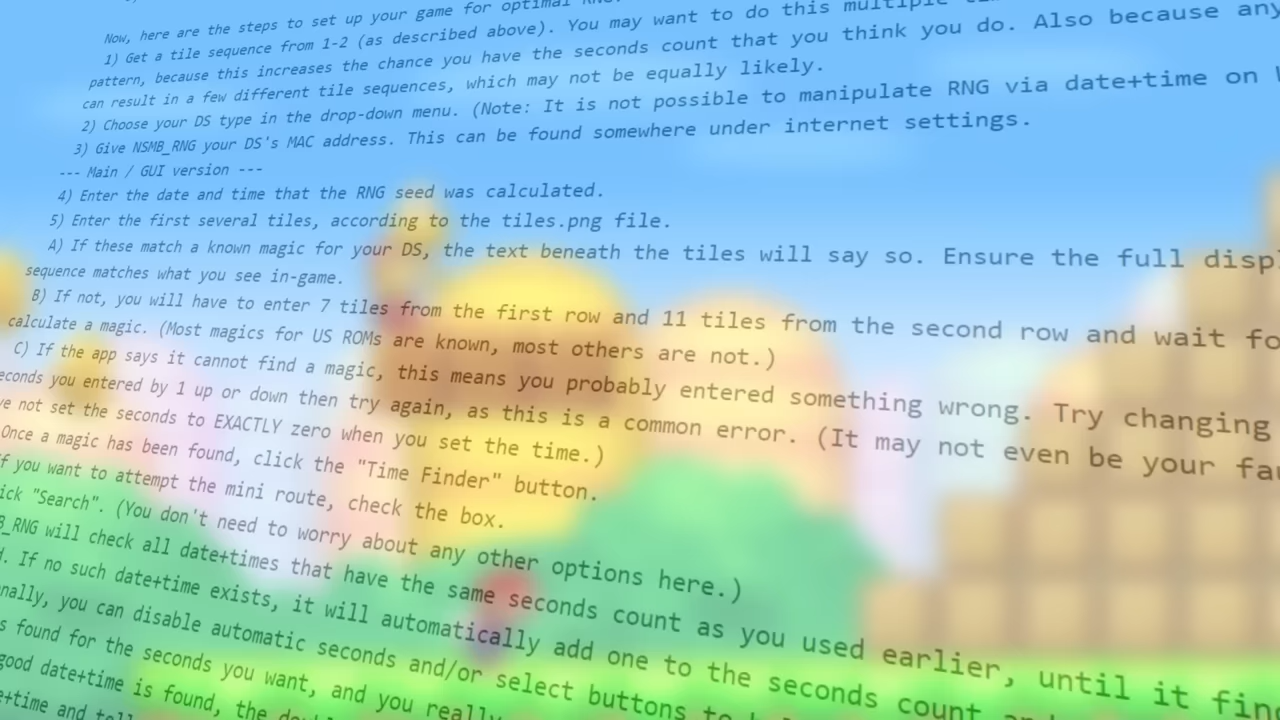 Now, here are the steps to set up your game for optimal
1) Get a tile sequence from 1-2 (as described above). You may want to do this multiple
pattern, because this increases the chance you have the seconds count that you think you do. Also because any
can result in a few different tile sequences, which may not be equally likely.
2) Choose your DS type in the drop-down menu. (Note: It is not possible to manipulate RNG via date+time on
3) Give NSMB_RNG your DS's MAC address. This can be found somewhere under internet settings.
--- Main / GUI version ---
4) Enter the date and time that the RNG seed was calculated.
5) Enter the first several tiles, according to the tiles.png file.
A) If these match a known magic for your DS, the text beneath the tiles will say so. Ensure the full
sequence matches what you see in-game.
B) If not, you will have to enter 7 tiles from the first row and 11 tiles from the second row and wait
calculate a magic. (Most magics for US ROMs are known, most others are not.)
C) If the app says it cannot find a magic, this means you probably entered something wrong. Try changing
you entered by 1 up or down then try again, as this is a common error. (It may not even be your
not set the seconds to EXACTLY zero when you set the time.)
Once a magic has been found, click the "Time Finder" button.
If you want to attempt the mini route, check the box.
"Search". (You don't need to worry about any other options here.)
will check all date+times that have the same seconds count as you used earlier, until it
If no such date+time exists, it will automatically add one to the seconds count
you can disable automatic seconds and/or select buttons to
found for the seconds you want, and you really
good date+time is found, the
and